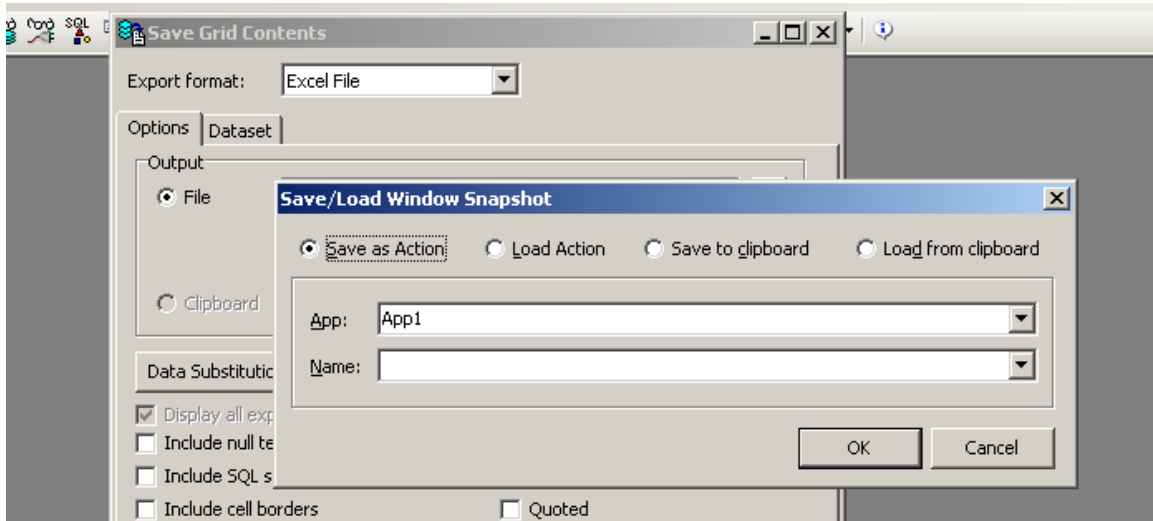 SQL
Save Grid Contents
Export format: Excel File
Options Dataset
Output
File
Save/Load Window Snapshot
Save as Action Load Action Save to clipboard Load from clipboard
Clipboard
App: App1
Name:
Data Substitutic
Display all exp
Include null te
Include SQL s
OK Cancel
Include cell borders Quoted